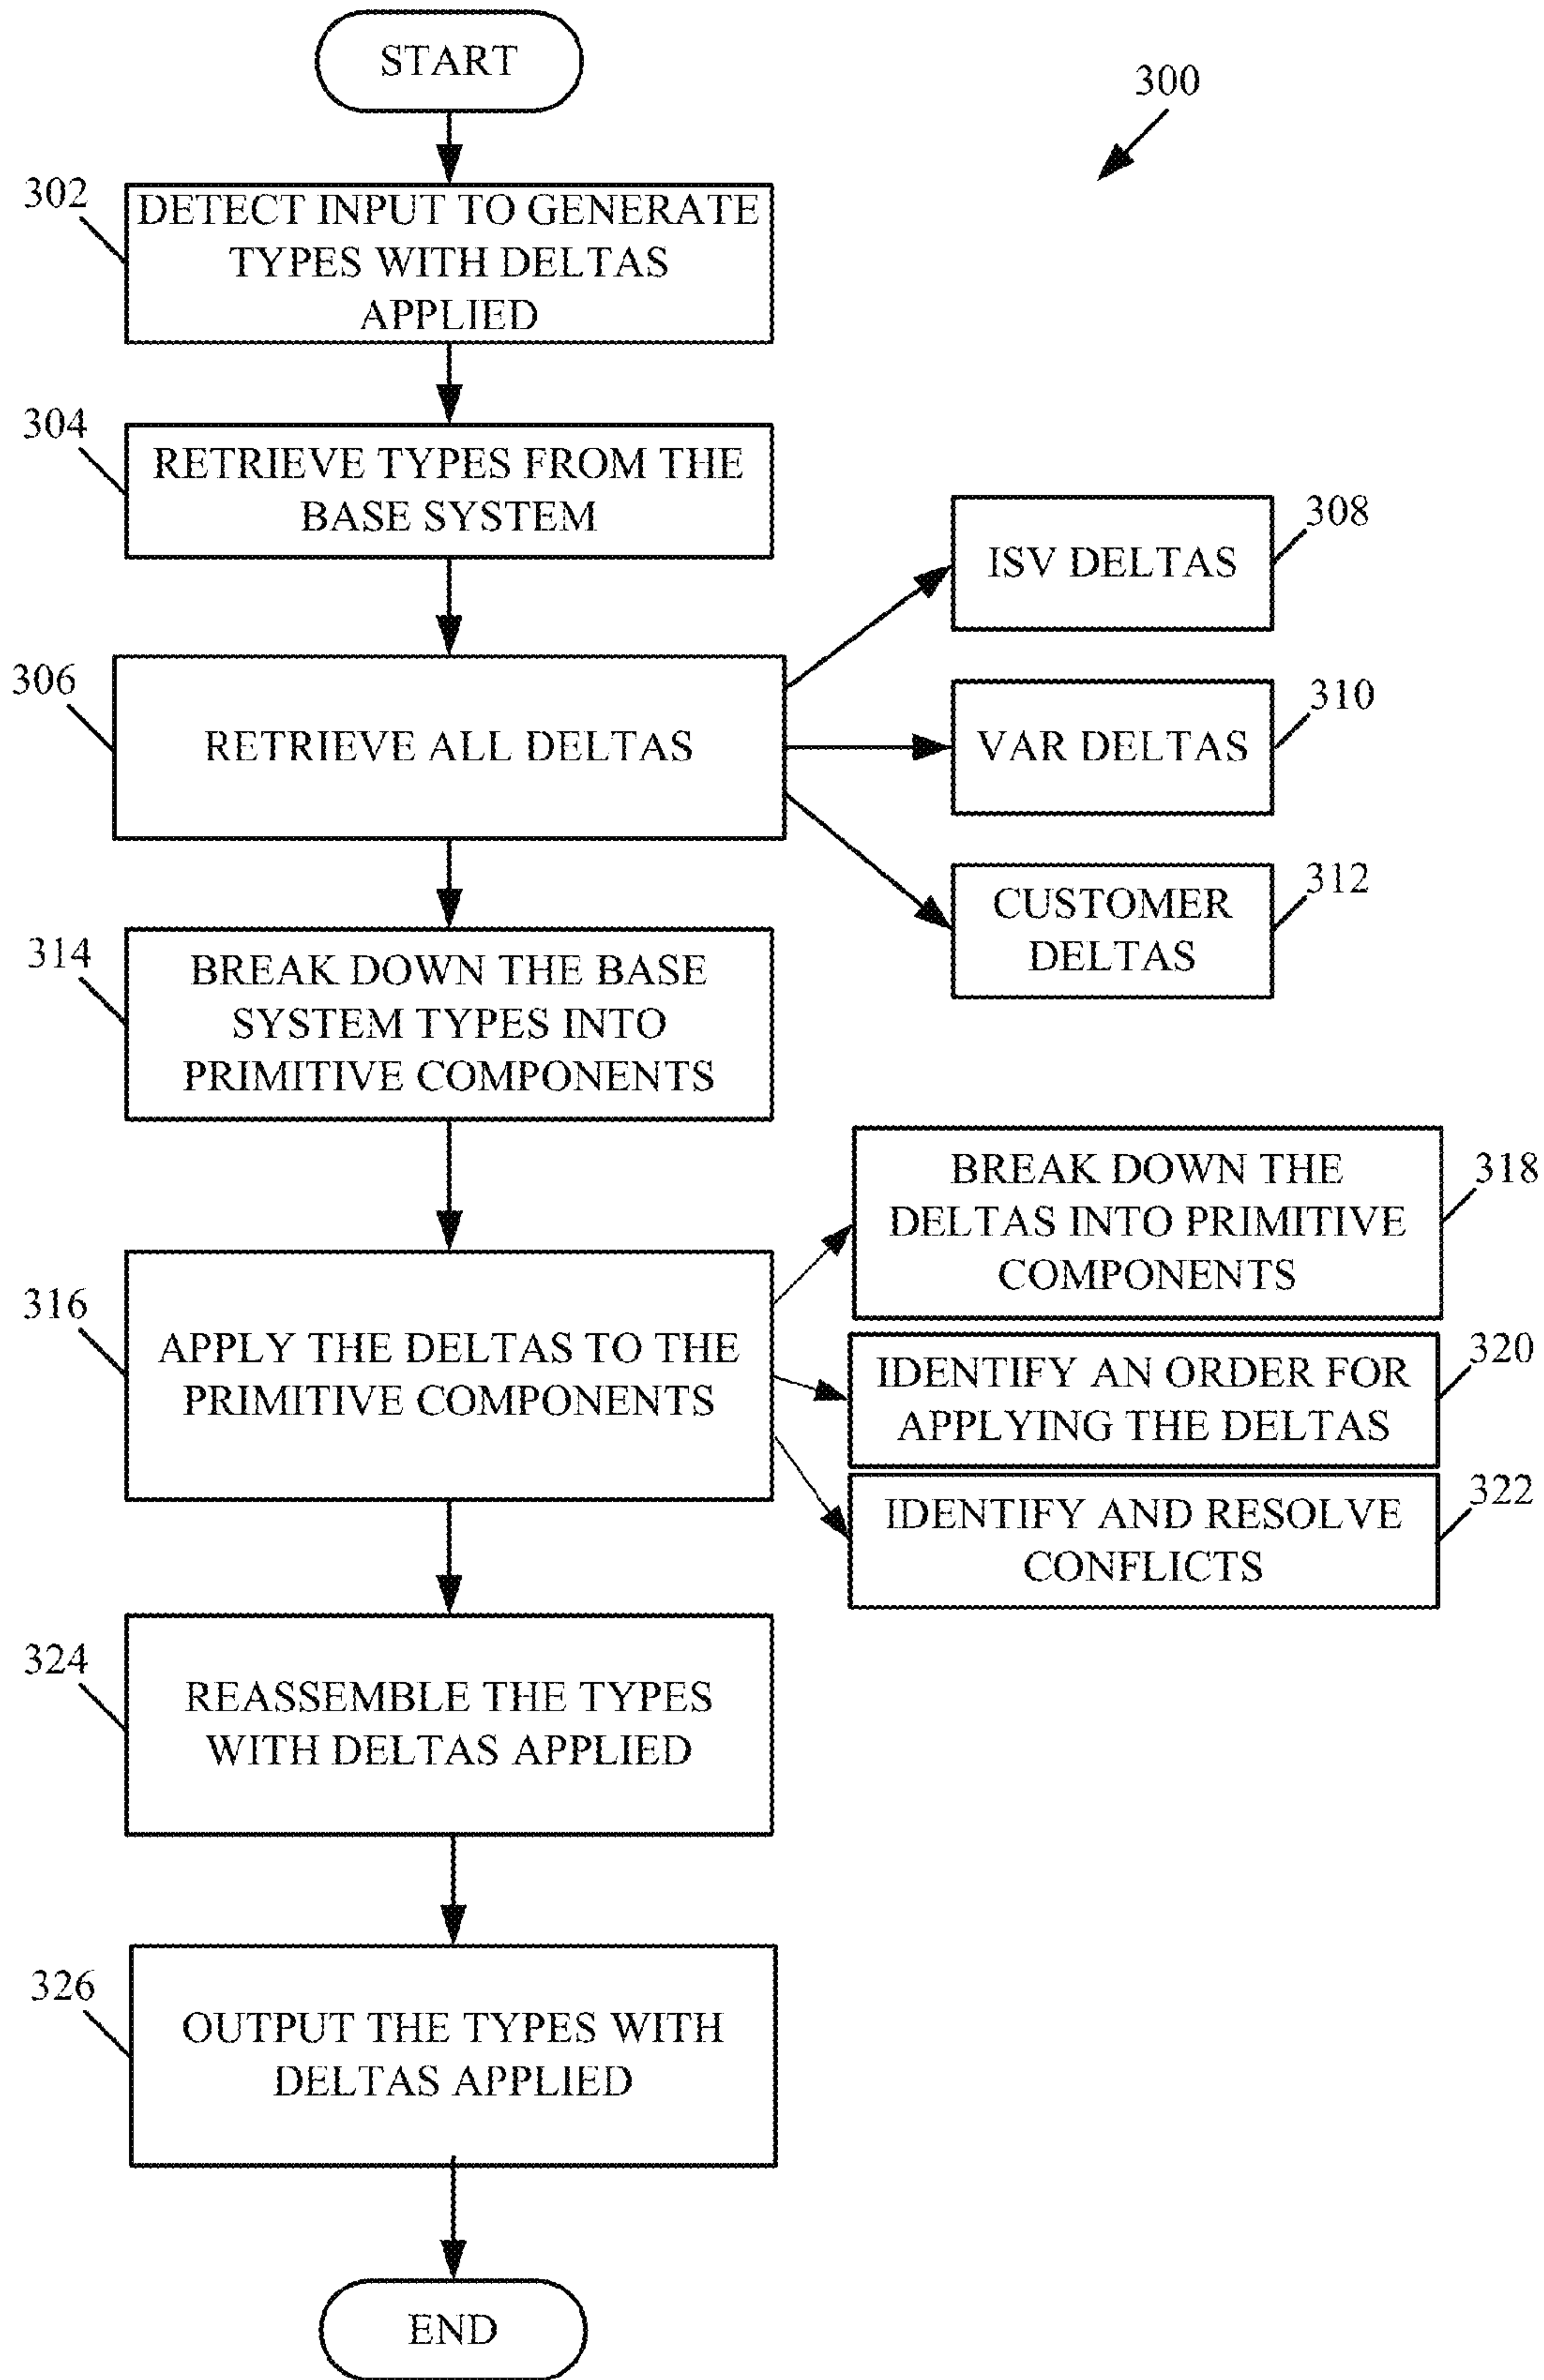 START
300
302
DETECT INPUT TO GENERATE
TYPES WITH DELTAS
APPLIED
304
RETRIEVE TYPES FROM THE
BASE SYSTEM
306
RETRIEVE ALL DELTAS
308
ISV DELTAS
310
VAR DELTAS
312
CUSTOMER
DELTAS
314
BREAK DOWN THE BASE
SYSTEM TYPES INTO
PRIMITIVE COMPONENTS
316
APPLY THE DELTAS TO THE
PRIMITIVE COMPONENTS
318
BREAK DOWN THE
DELTAS INTO PRIMITIVE
COMPONENTS
320
IDENTIFY AN ORDER FOR
APPLYING THE DELTAS
322
IDENTIFY AND RESOLVE
CONFLICTS
324
REASSEMBLE THE TYPES
WITH DELTAS APPLIED
326
OUTPUT THE TYPES WITH
DELTAS APPLIED
END